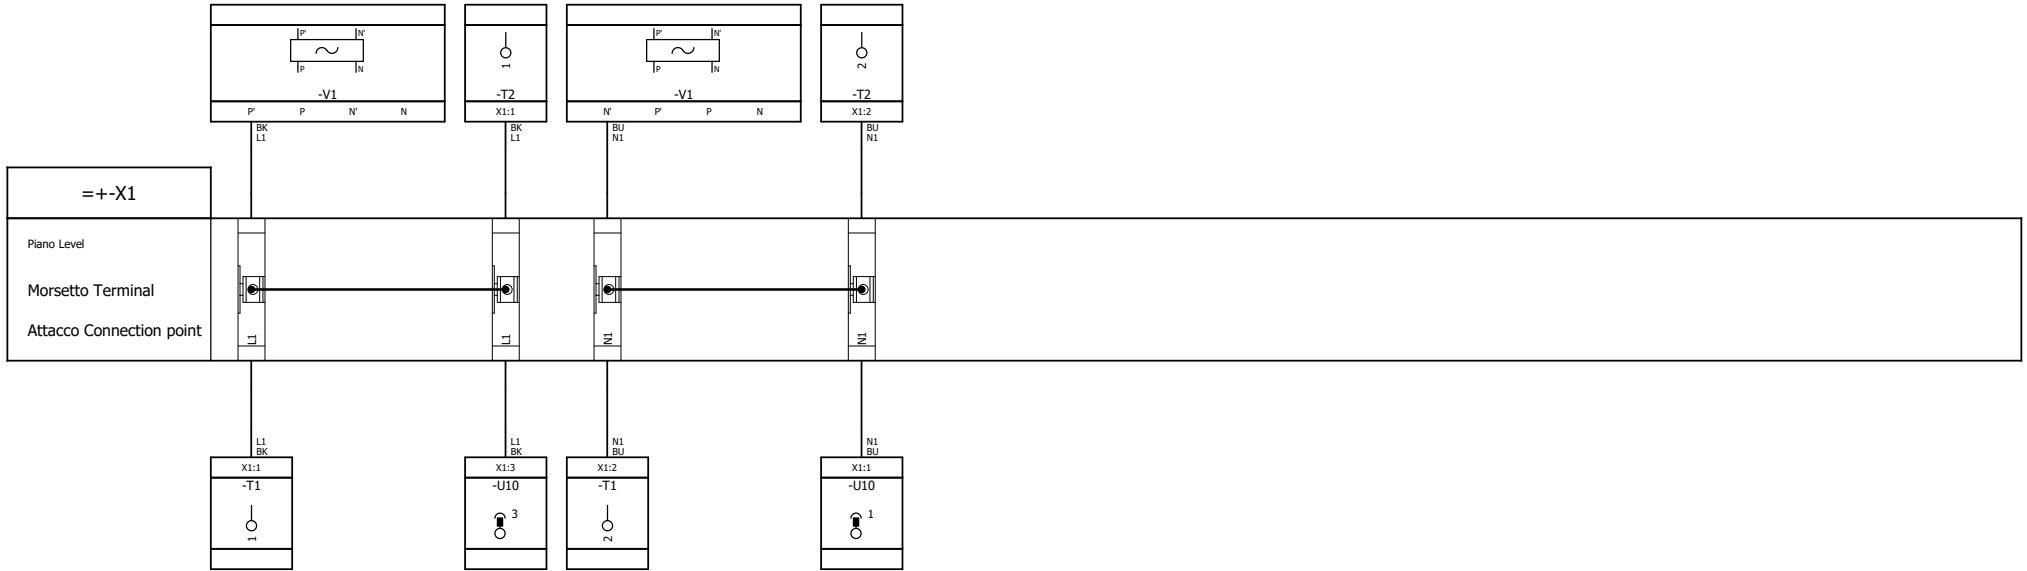 P' N' P' N'
P N 1 P N 2
-V1 -T2 -V1 -T2
P' P N' N X1:1 N' P' P N X1:2
BK BK BU BU
L1 L1 N1 N1
=+-X1
Piano Level
Morsetto Terminal
Attacco Connection point
L1 L1 N1 N1
L1 L1 N1 N1
BK BK BU BU
X1:1 X1:3 X1:2 X1:1
-T1 -U10 -T1 -U10
3 1
1 2